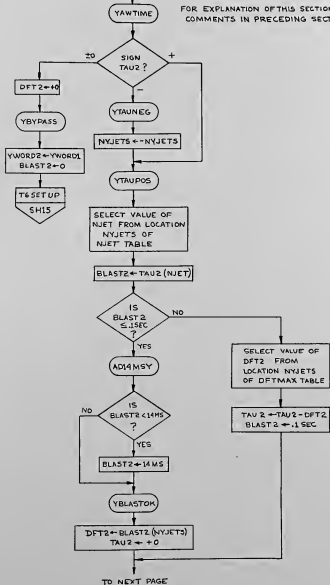 FOR EXPLANATION OF THIS SECTION
COMMENTS IN PRECEDING SECT
YAWTIME
SIGN
TAU2?
±0
+
-
DFT2←+0
YBYPASS
YWORD2←YWORD1
BLAST2←0
T6 SET UP
SH15
YTAUNEG
NYJETS←-NYJETS
YTAUPOS
SELECT VALUE OF
NJET FROM LOCATION
NYJETS OF
NJET TABLE
BLAST2←TAU2(NJET)
IS
BLAST2
≤.1SEC
?
NO
YES
AD14MSY
SELECT VALUE OF
DFT2 FROM
LOCATION NYJETS
OF DFTMAX TABLE
TAU2←TAU2-DFT2
BLAST2←.1SEC
IS
BLAST2<14MS
?
NO
YES
BLAST2←14MS
YBLASTOK
DFT2←BLAST2(NYJETS)
TAU2←+0
TO NEXT PAGE